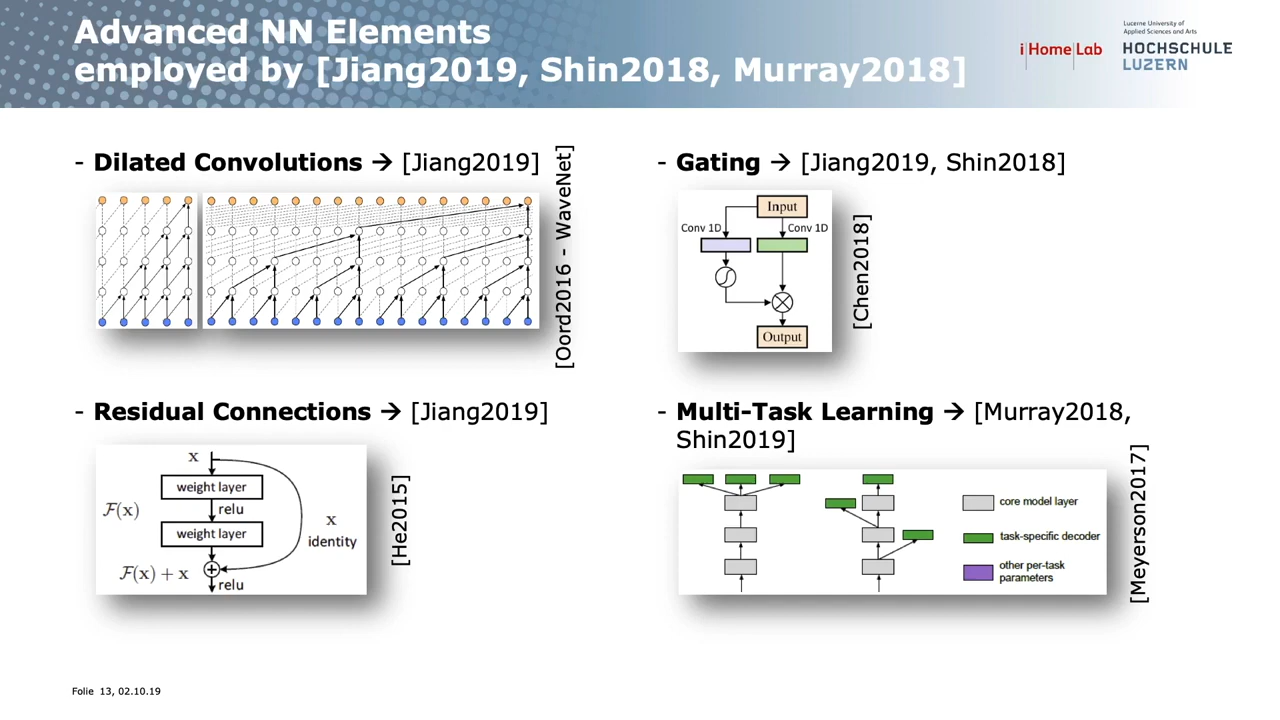 Advanced NN Elements
employed by [Jiang2019, Shin2018, Murray2018]
Lucerne University of
Applied Sciences and Arts
i|Home|Lab
HOCHSCHULE
LUZERN
- Dilated Convolutions → [Jiang2019]
[Oord2016 - WaveNet]
- Gating → [Jiang2019, Shin2018]
Input
Conv 1D
Conv 1D
Output
[Chen2018]
- Residual Connections → [Jiang2019]
x
weight layer
F(x)
relu
weight layer
x
identity
F(x) + x
relu
[He2015]
- Multi-Task Learning → [Murray2018,
Shin2019]
core model layer
task-specific decoder
other per-task
parameters
[Meyerson2017]
Folie 13, 02.10.19